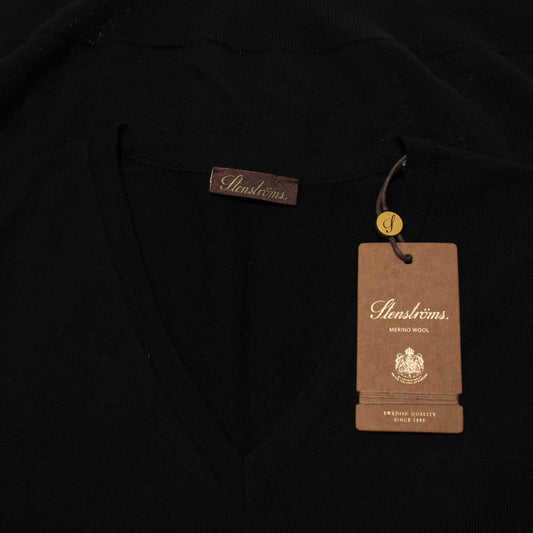 Stenströms.
S
Stenströms.
MERINO WOOL
SWEDISH QUALITY
SINCE 1899